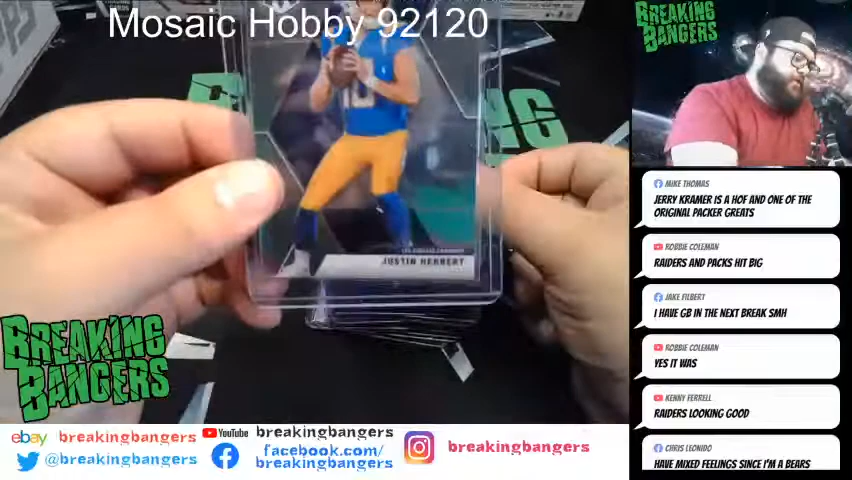 Mosaic Hobby 92120
BREAKING
BANGERS
MIKE THOMAS
JERRY KRAMER IS A HOF AND ONE OF THE
ORIGINAL PACKER GREATS
ROBBIE COLEMAN
RAIDERS AND PACKS HIT BIG
JAKE FILBERT
I HAVE GB IN THE NEXT BREAK SMH
ROBBIE COLEMAN
YES IT WAS
KENNY FERRELL
RAIDERS LOOKING GOOD
CHRIS LEONIDO
HAVE MIXED FEELINGS SINCE I'M A BEARS
10
JUSTIN HERBERT
BREAKING
BANGERS
ebay breakingbangers
YouTube breakingbangers
@breakingbangers
facebook.com/
breakingbangers
breakingbangers